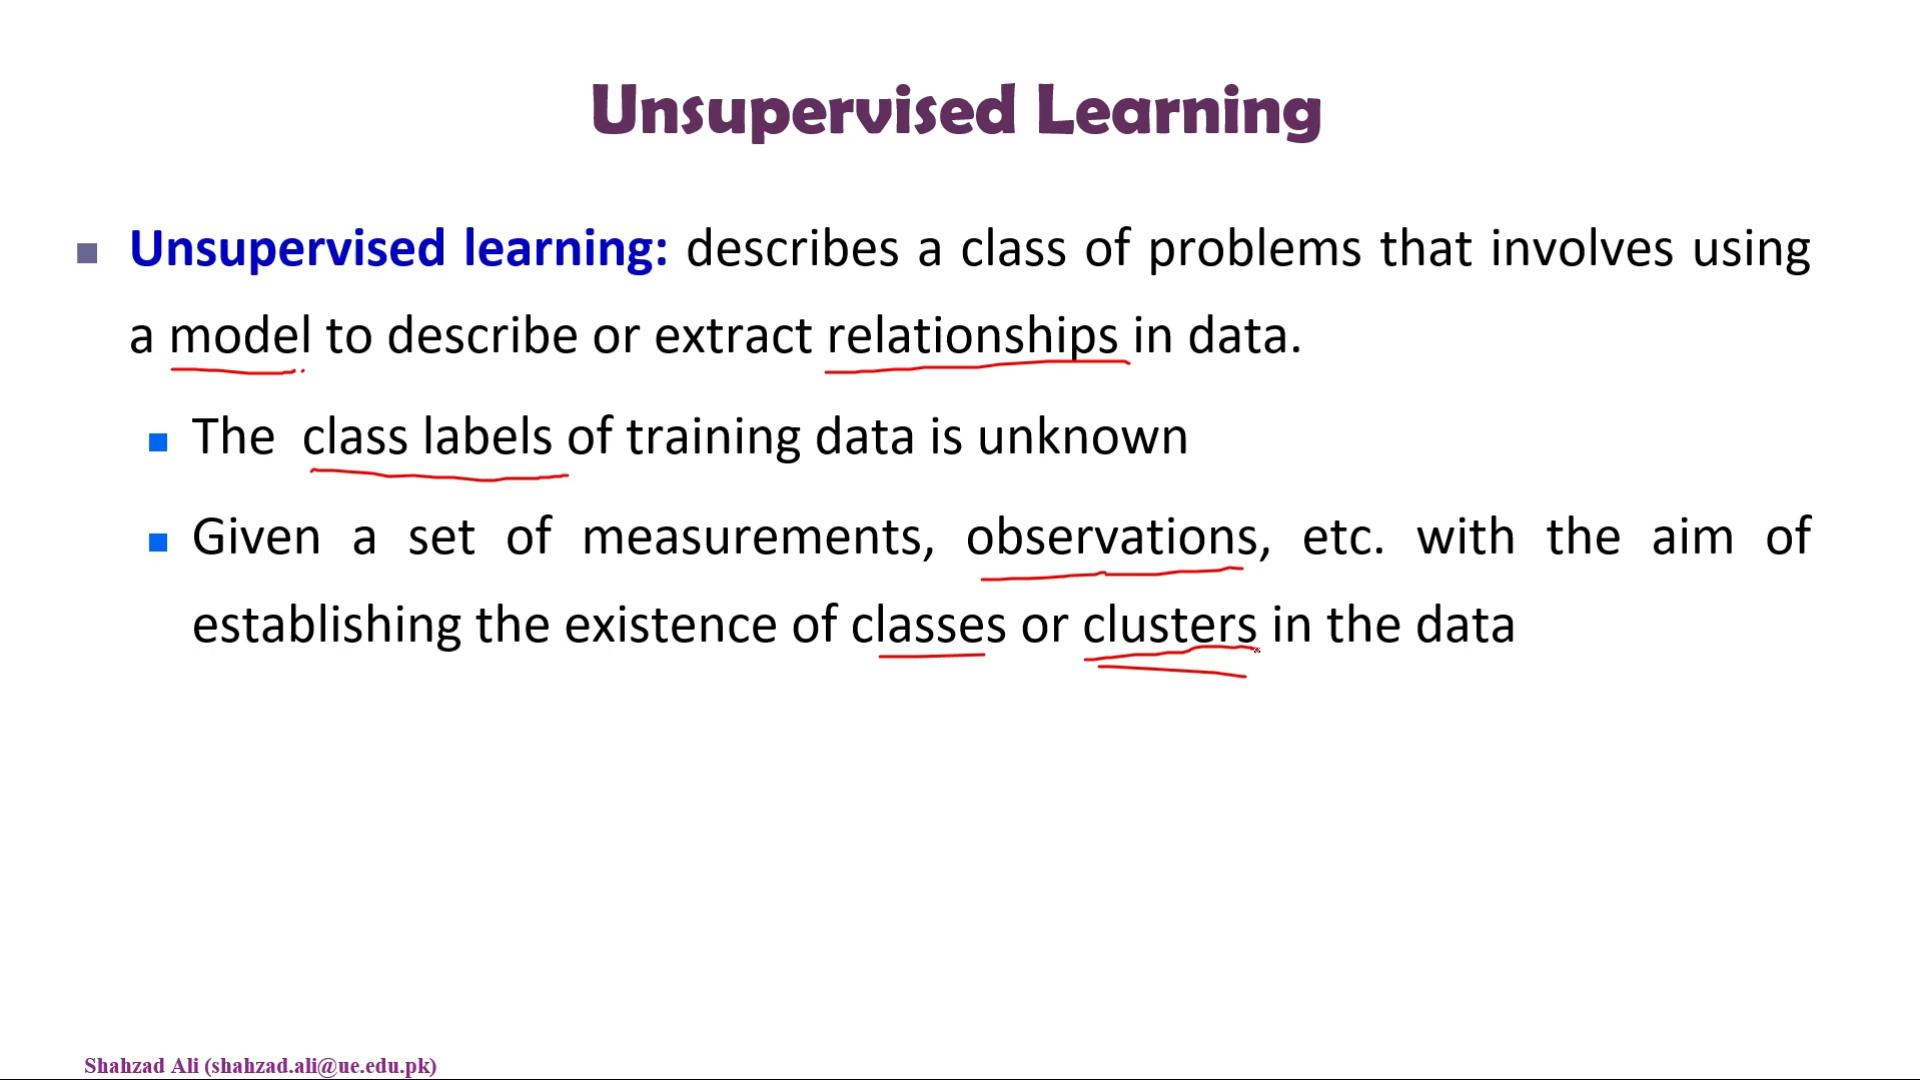 Unsupervised Learning
Unsupervised learning: describes a class of problems that involves using
a model to describe or extract relationships in data.
The class labels of training data is unknown
Given a set of measurements, observations, etc. with the aim of
establishing the existence of classes or clusters in the data
Shahzad Ali (shahzad.ali@ue.edu.pk)